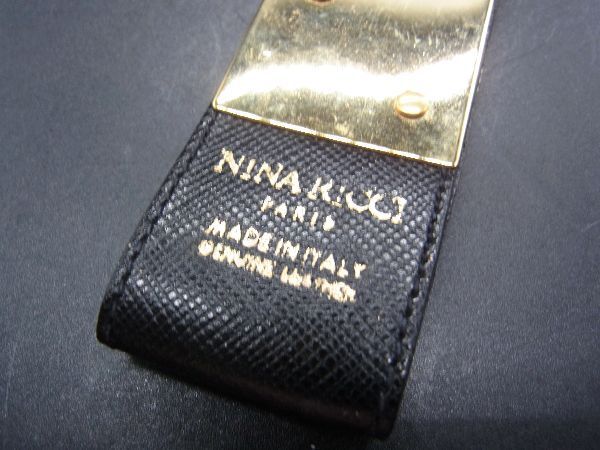 NINA RICCI
PARIS
MADE IN ITALY
GENUINE LEATHER